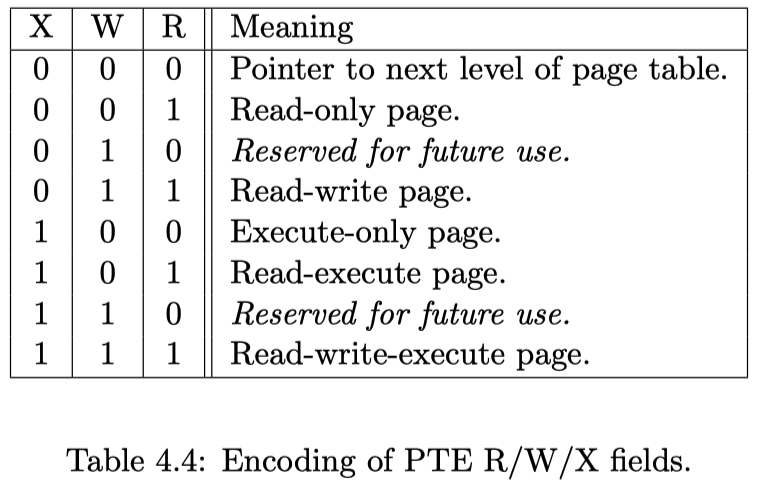 X W R Meaning
0 0 0 Pointer to next level of page table.
0 0 1 Read-only page.
0 1 0 Reserved for future use.
0 1 1 Read-write page.
1 0 0 Execute-only page.
1 0 1 Read-execute page.
1 1 0 Reserved for future use.
1 1 1 Read-write-execute page.
Table 4.4: Encoding of PTE R/W/X fields.